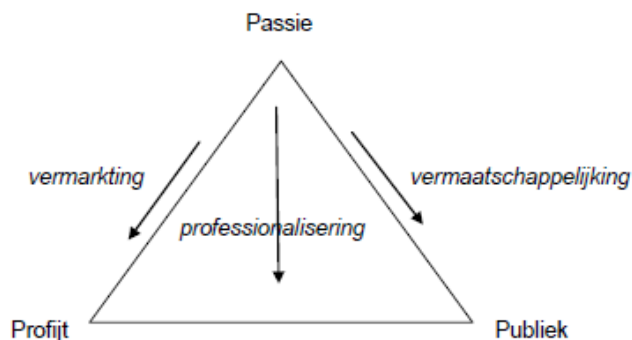 Passie
vermarkting
vermaatschappelijking
professionalisering
Profijt
Publiek